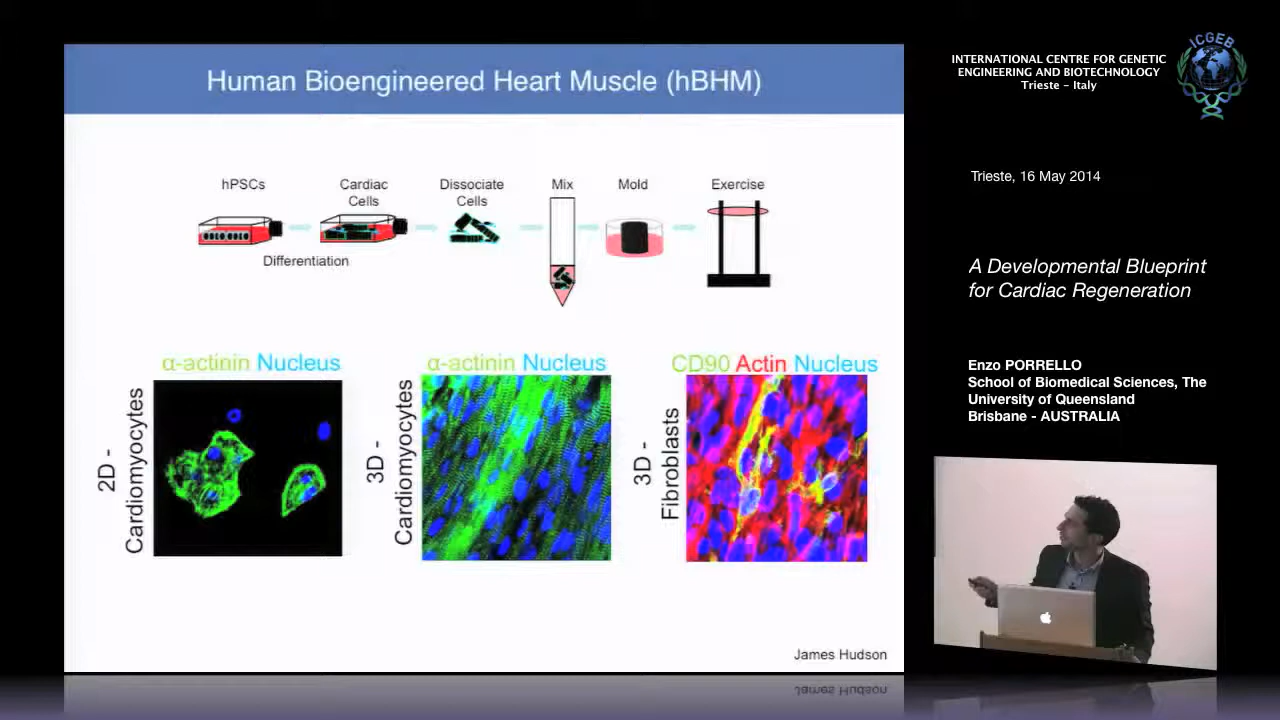 Human Bioengineered Heart Muscle (hBHM)
hPSCs
Cardiac
Cells
Dissociate
Cells
Mix
Mold
Exercise
Differentiation
α-actinin Nucleus
α-actinin Nucleus
CD90 Actin Nucleus
2D -
Cardiomyocytes
3D -
Cardiomyocytes
3D -
Fibroblasts
James Hudson
INTERNATIONAL CENTRE FOR GENETIC
ENGINEERING AND BIOTECHNOLOGY
Trieste - Italy
ICGEB
Trieste, 16 May 2014
A Developmental Blueprint
for Cardiac Regeneration
Enzo PORRELLO
School of Biomedical Sciences, The
University of Queensland
Brisbane - AUSTRALIA